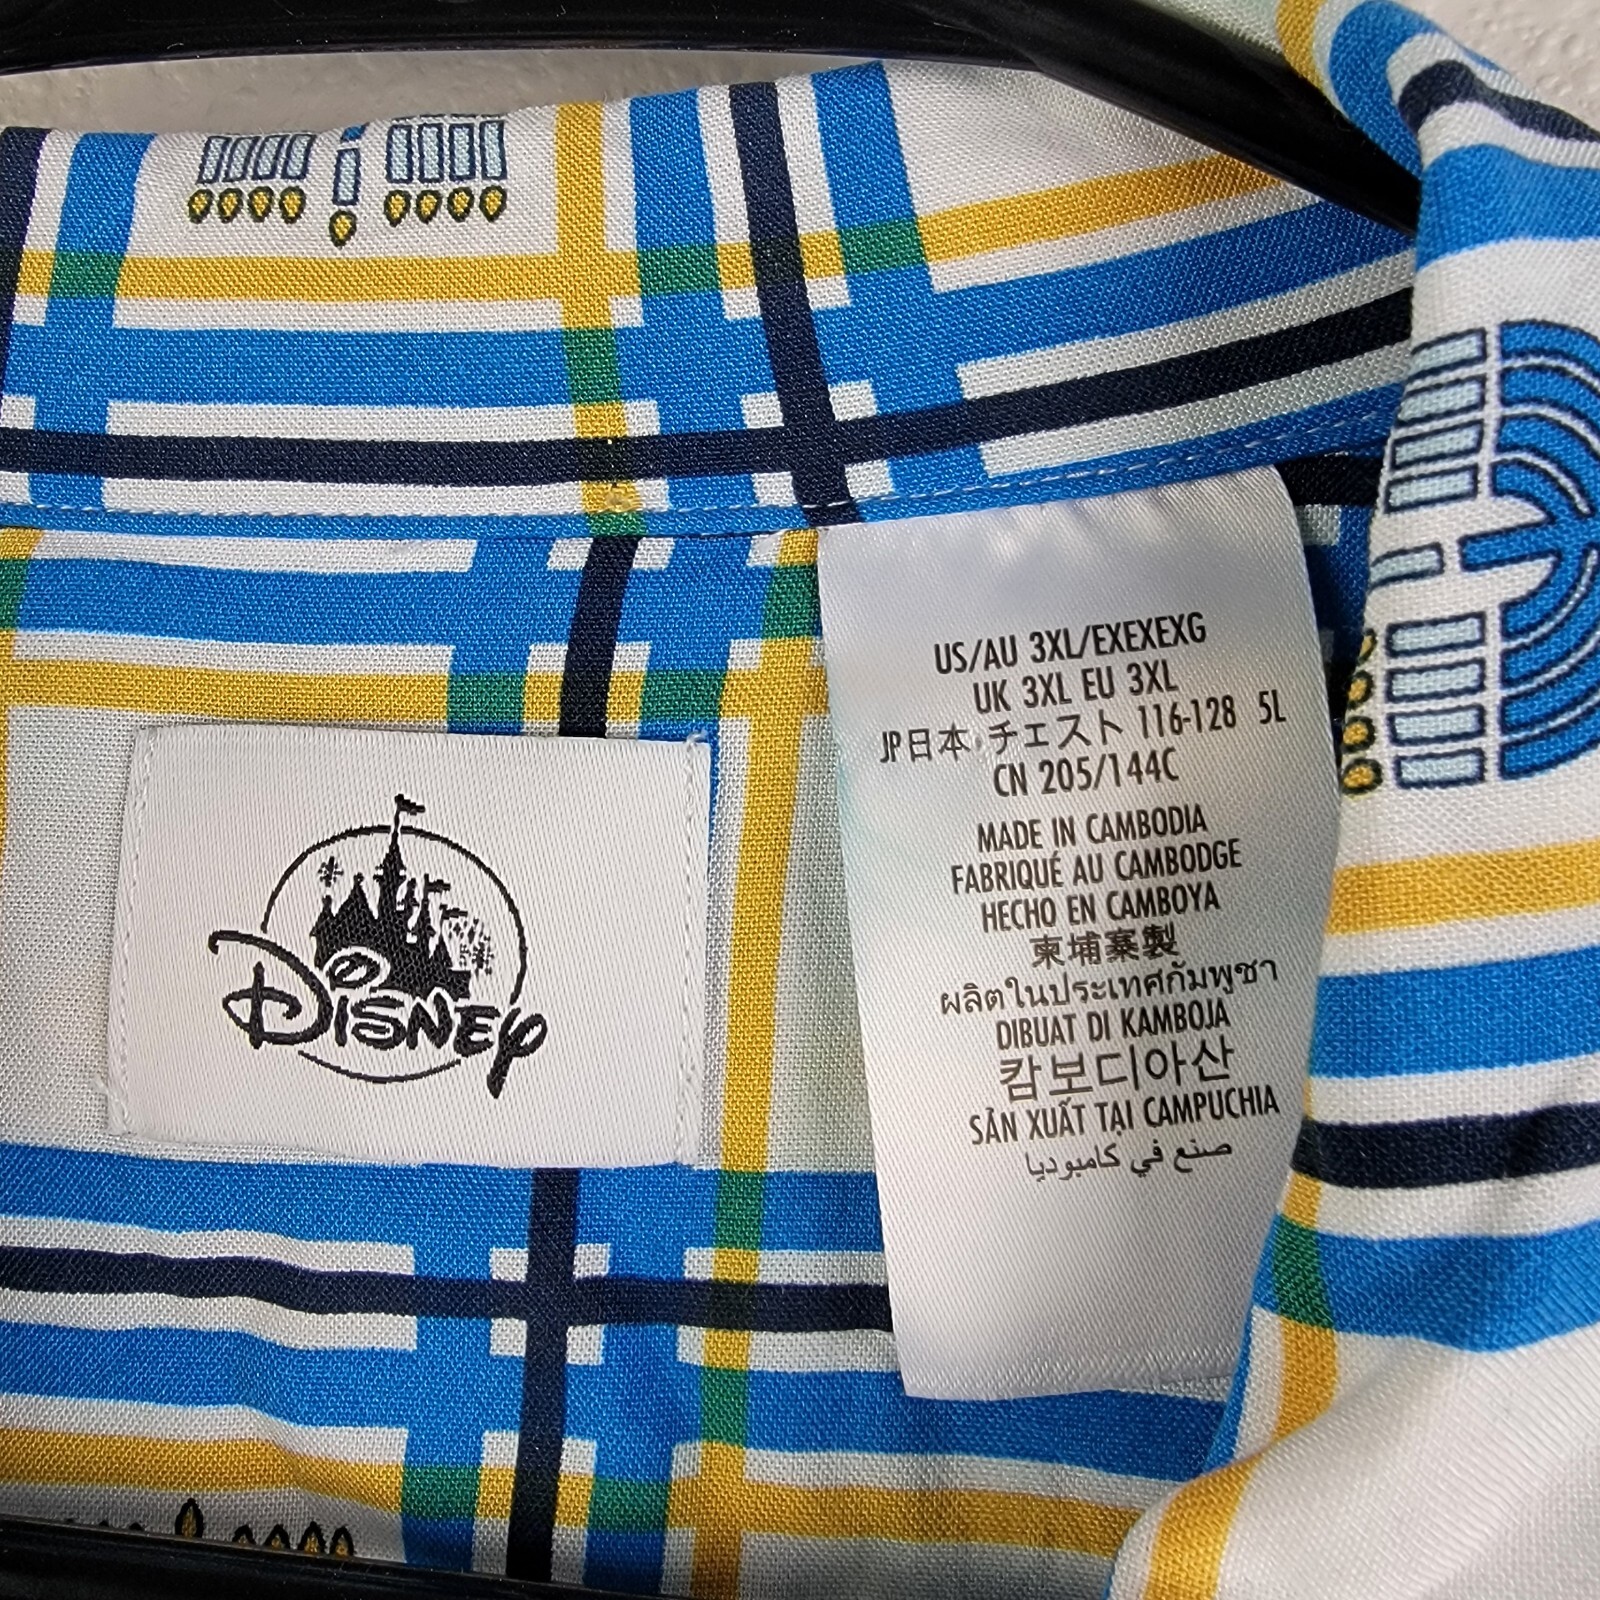 Disney
US/AU 3XL/EXEXEXG
UK 3XL EU 3XL
JP日本 チェスト 116-128 5L
CN 205/144C
MADE IN CAMBODIA
FABRIQUÉ AU CAMBODGE
HECHO EN CAMBOYA
柬埔寨製
ผลิตในประเทศกัมพูชา
DIBUAT DI KAMBOJA
캄보디아산
SẢN XUẤT TẠI CAMPUCHIA
صنع في كامبوديا